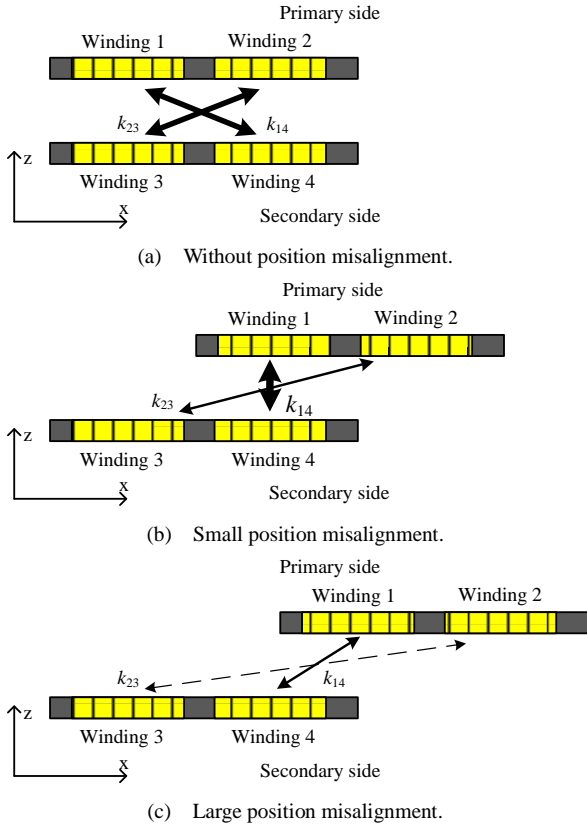 Primary side
Winding 1 Winding 2
k23 k14
z
Winding 3 Winding 4
x
Secondary side
(a) Without position misalignment.
Primary side
Winding 1 Winding 2
k23 k14
z
Winding 3 Winding 4
x
Secondary side
(b) Small position misalignment.
Primary side
Winding 1 Winding 2
k23 k14
z
Winding 3 Winding 4
x
Secondary side
(c) Large position misalignment.